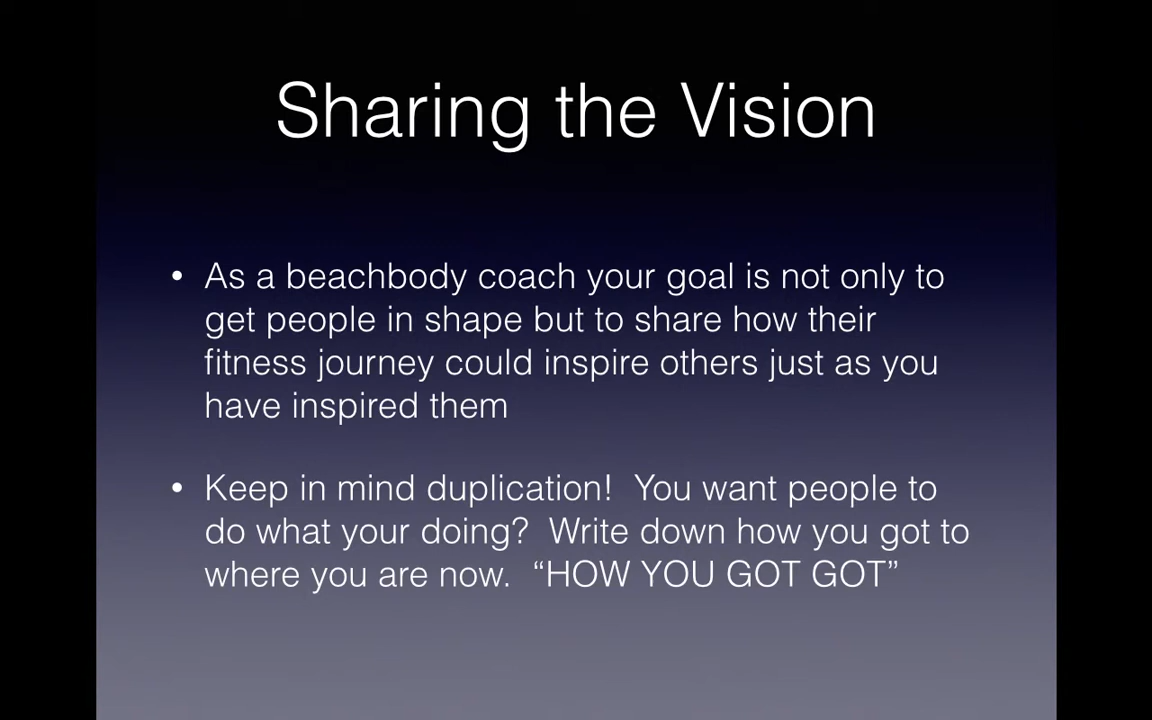 Sharing the Vision
• As a beachbody coach your goal is not only to
get people in shape but to share how their
fitness journey could inspire others just as you
have inspired them
• Keep in mind duplication!  You want people to
do what your doing?  Write down how you got to
where you are now.  “HOW YOU GOT GOT”